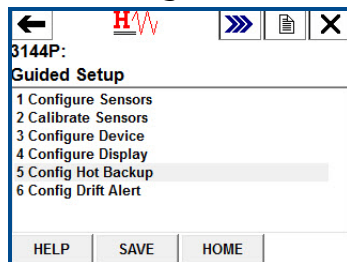 H
3144P:
Guided Setup
1 Configure Sensors
2 Calibrate Sensors
3 Configure Device
4 Configure Display
5 Config Hot Backup
6 Config Drift Alert
HELP SAVE HOME